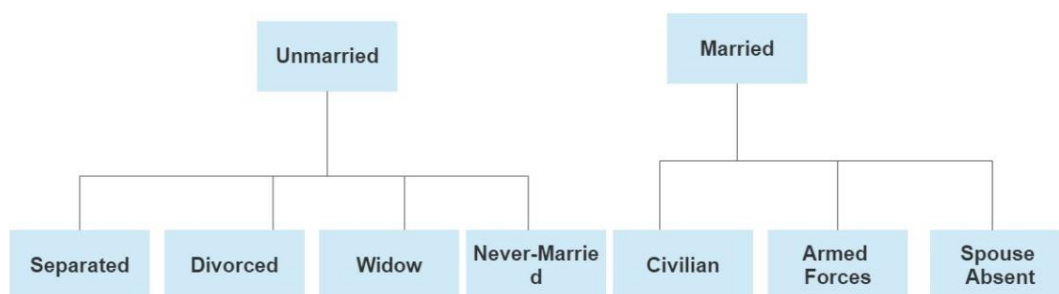 Unmarried
Married
Separated
Divorced
Widow
Never-Marrie
d
Civilian
Armed
Forces
Spouse
Absent